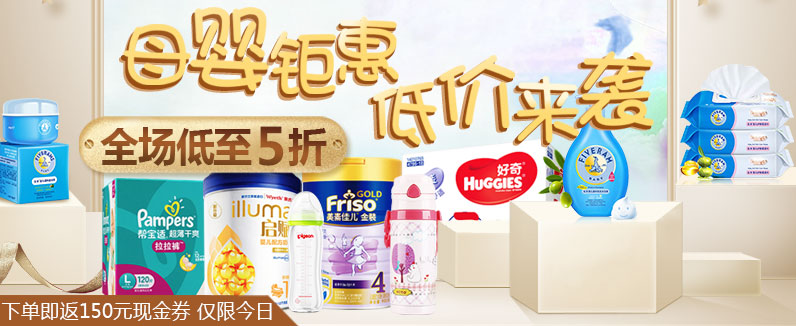 母婴钜惠
低价来袭
全场低至5折
FIVERAM
Pampers
帮宝适 超薄干爽
拉拉裤
L 120
Wyeth
illuma
启赋
GOLD
Friso
美素佳儿 金装
4
pigeon
好奇
HUGGIES
FIVERAM
下单即返150元现金券 仅限今日